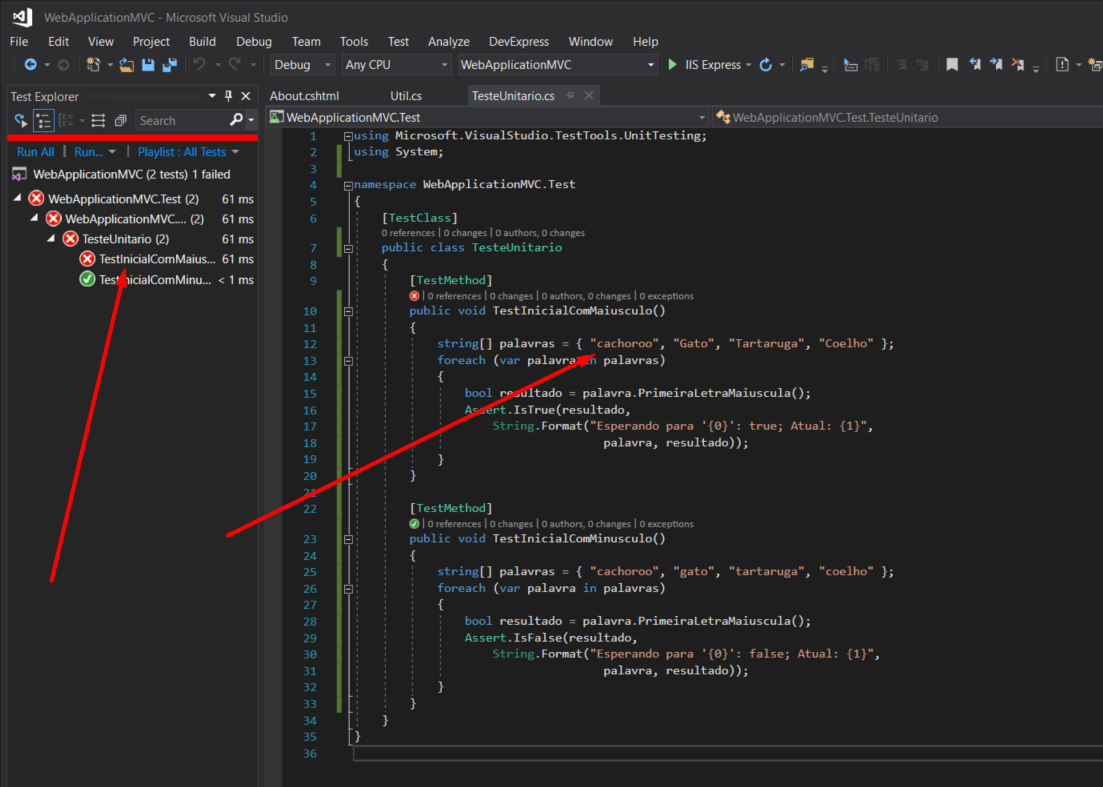 WebApplicationMVC - Microsoft Visual Studio
File Edit View Project Build Debug Team Tools Test Analyze DevExpress Window Help
Debug Any CPU WebApplicationMVC IIS Express
Test Explorer
Search
Run All | Run... | Playlist : All Tests
WebApplicationMVC (2 tests) 1 failed
WebApplicationMVC.Test (2) 61 ms
WebApplicationMVC.... (2) 61 ms
TesteUnitario (2) 61 ms
TestInicialComMaius... 61 ms
TestInicialComMinu... < 1 ms
About.cshtml Util.cs TesteUnitario.cs
WebApplicationMVC.Test WebApplicationMVC.Test.TesteUnitario
1 using Microsoft.VisualStudio.TestTools.UnitTesting;
2 using System;
3
4 namespace WebApplicationMVC.Test
5 {
6 [TestClass]
0 references | 0 changes | 0 authors, 0 changes
7 public class TesteUnitario
8 {
9 [TestMethod]
| 0 references | 0 changes | 0 authors, 0 changes | 0 exceptions
10 public void TestInicialComMaiusculo()
11 {
12 string[] palavras = { "cachoroo", "Gato", "Tartaruga", "Coelho" };
13 foreach (var palavra in palavras)
14 {
15 bool resultado = palavra.PrimeiraLetraMaiuscula();
16 Assert.IsTrue(resultado,
17 String.Format("Esperando para '{0}': true; Atual: {1}",
18 palavra, resultado));
19 }
20 }
21
22 [TestMethod]
| 0 references | 0 changes | 0 authors, 0 changes | 0 exceptions
23 public void TestInicialComMinusculo()
24 {
25 string[] palavras = { "cachoroo", "gato", "tartaruga", "coelho" };
26 foreach (var palavra in palavras)
27 {
28 bool resultado = palavra.PrimeiraLetraMaiuscula();
29 Assert.IsFalse(resultado,
30 String.Format("Esperando para '{0}': false; Atual: {1}",
31 palavra, resultado));
32 }
33 }
34 }
35 }
36